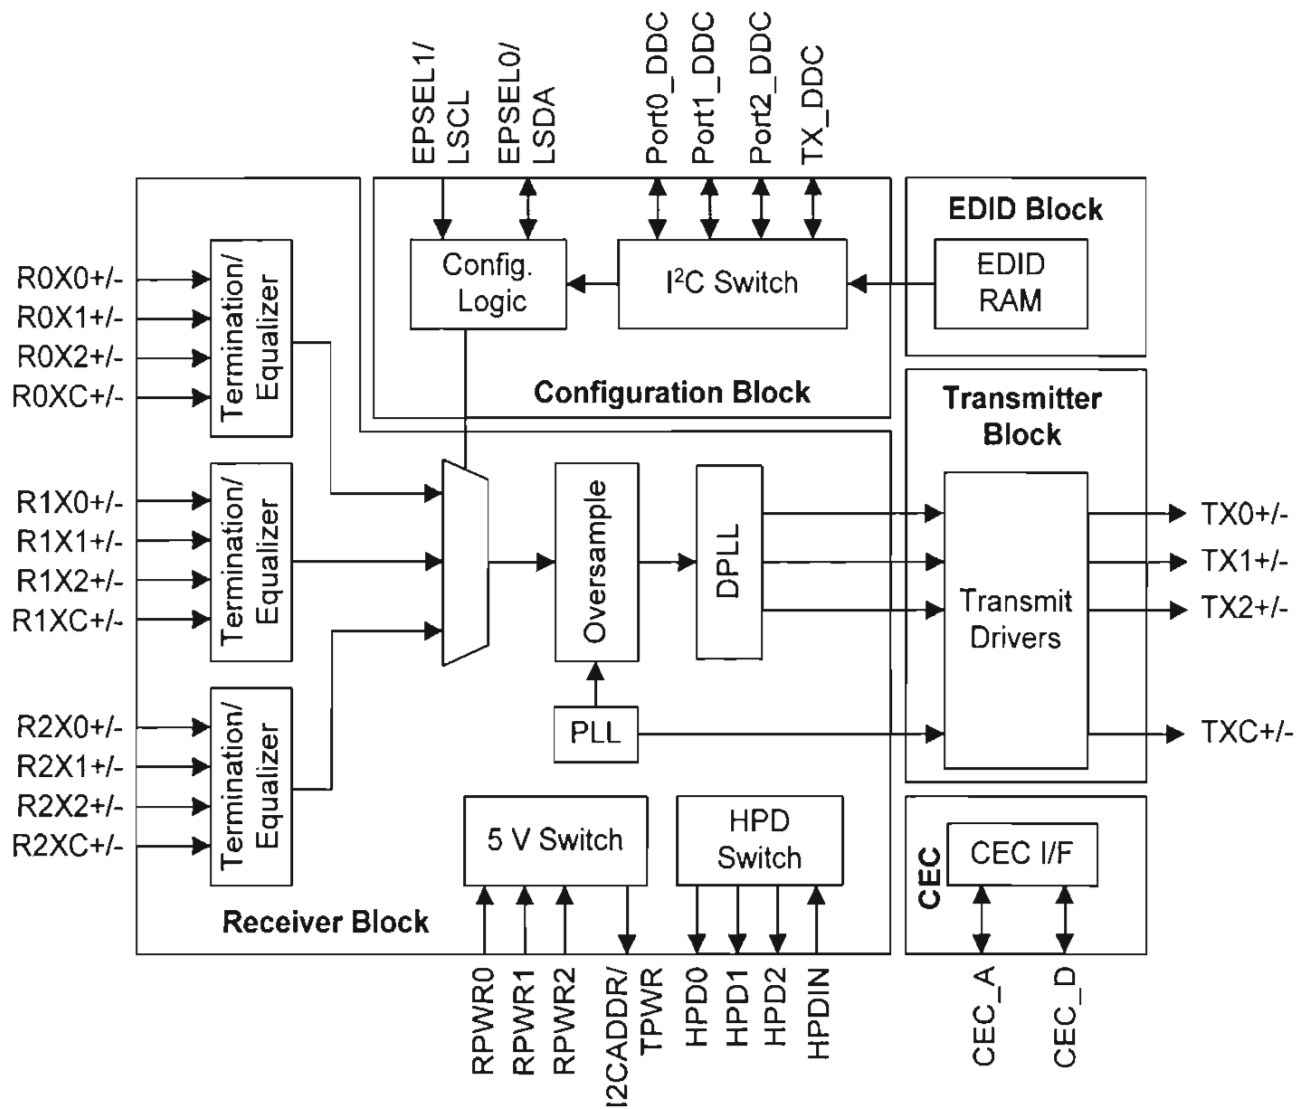 EPSEL1/
LSCL
EPSEL0/
LSDA
Port0_DDC
Port1_DDC
Port2_DDC
TX_DDC
R0X0+/-
R0X1+/-
R0X2+/-
R0XC+/-
Termination/
Equalizer
Config.
Logic
I²C Switch
Configuration Block
EDID Block
EDID
RAM
R1X0+/-
R1X1+/-
R1X2+/-
R1XC+/-
Termination/
Equalizer
Oversample
DPLL
PLL
Transmitter
Block
Transmit
Drivers
TX0+/-
TX1+/-
TX2+/-
TXC+/-
R2X0+/-
R2X1+/-
R2X2+/-
R2XC+/-
Termination/
Equalizer
5 V Switch
HPD
Switch
Receiver Block
CEC
CEC I/F
RPWR0
RPWR1
RPWR2
I2CADDR/
TPWR
HPD0
HPD1
HPD2
HPDIN
CEC_A
CEC_D